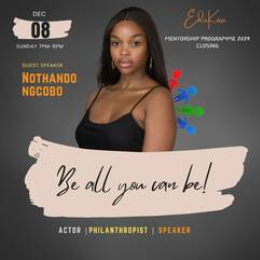 DEC
08
SUNDAY 7PM-8PM
EduKasi
MENTORSHIP PROGRAMME 2024
CLOSING
GUEST SPEAKER
NOTHANDO
NGCOBO
Be all you can be!
ACTOR | PHILANTHROPIST | SPEAKER